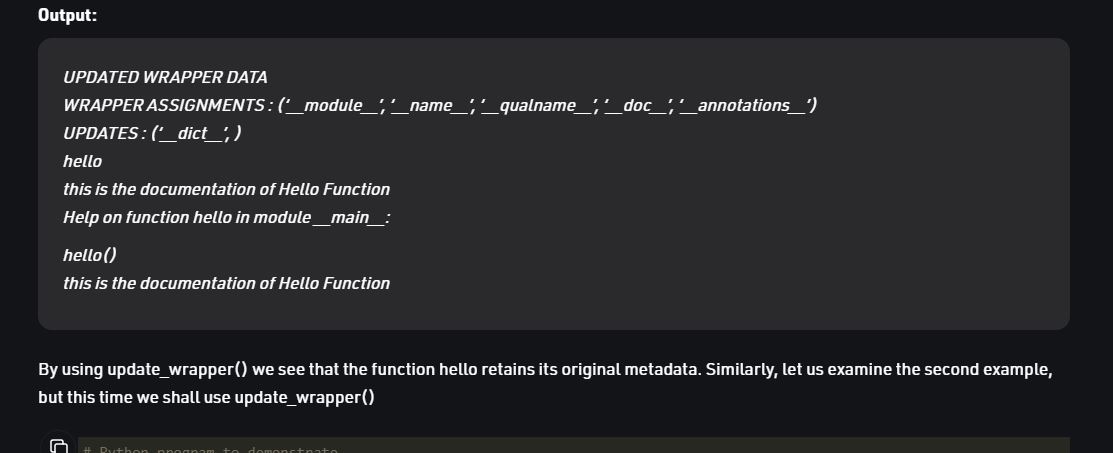 Output:
UPDATED WRAPPER DATA
WRAPPER ASSIGNMENTS : (‘__module__’, ‘__name__’, ‘__qualname__’, ‘__doc__’, ‘__annotations__’)
UPDATES : (‘__dict__’, )
hello
this is the documentation of Hello Function
Help on function hello in module __main__:
hello()
this is the documentation of Hello Function
By using update_wrapper() we see that the function hello retains its original metadata. Similarly, let us examine the second example,
but this time we shall use update_wrapper()
# Python program to demonstrate